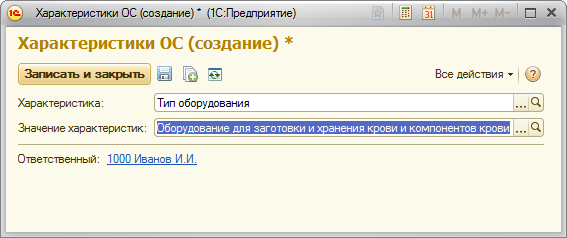 Характеристики ОС (создание) * (1С:Предприятие)
M M+ M-
Характеристики ОС (создание) *
Записать и закрыть
Все действия
Характеристика: Тип оборудования ...
Значение характеристик: Оборудование для заготовки и хранения крови и компонентов крови ...
Ответственный: 1000 Иванов И.И.